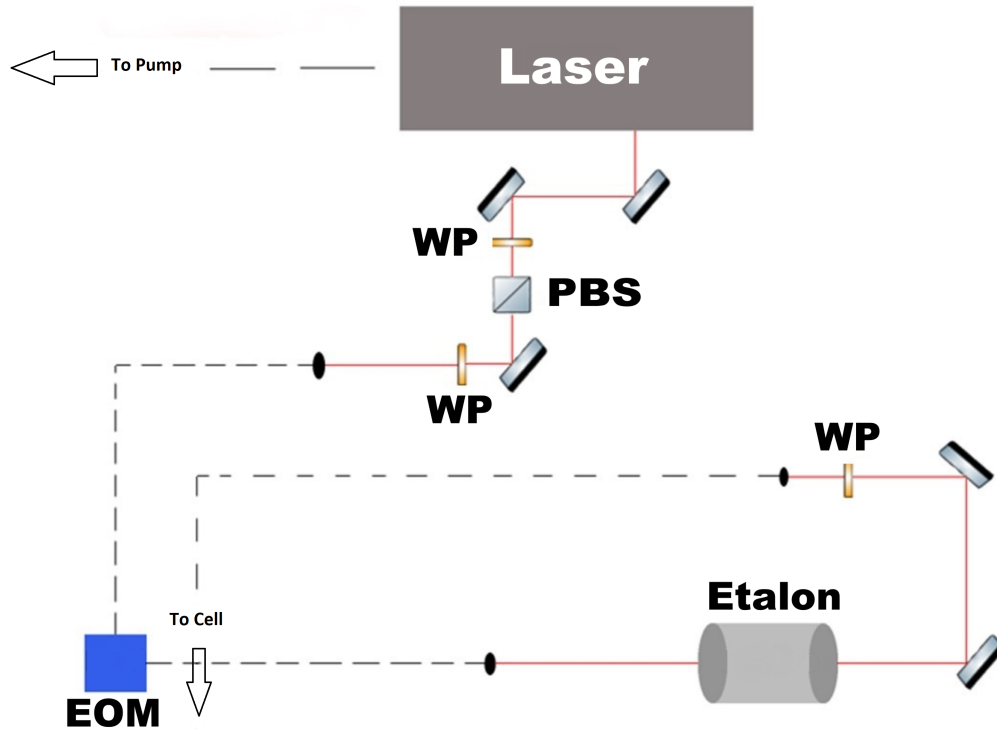 Laser
To Pump
WP
PBS
WP
WP
Etalon
To Cell
EOM